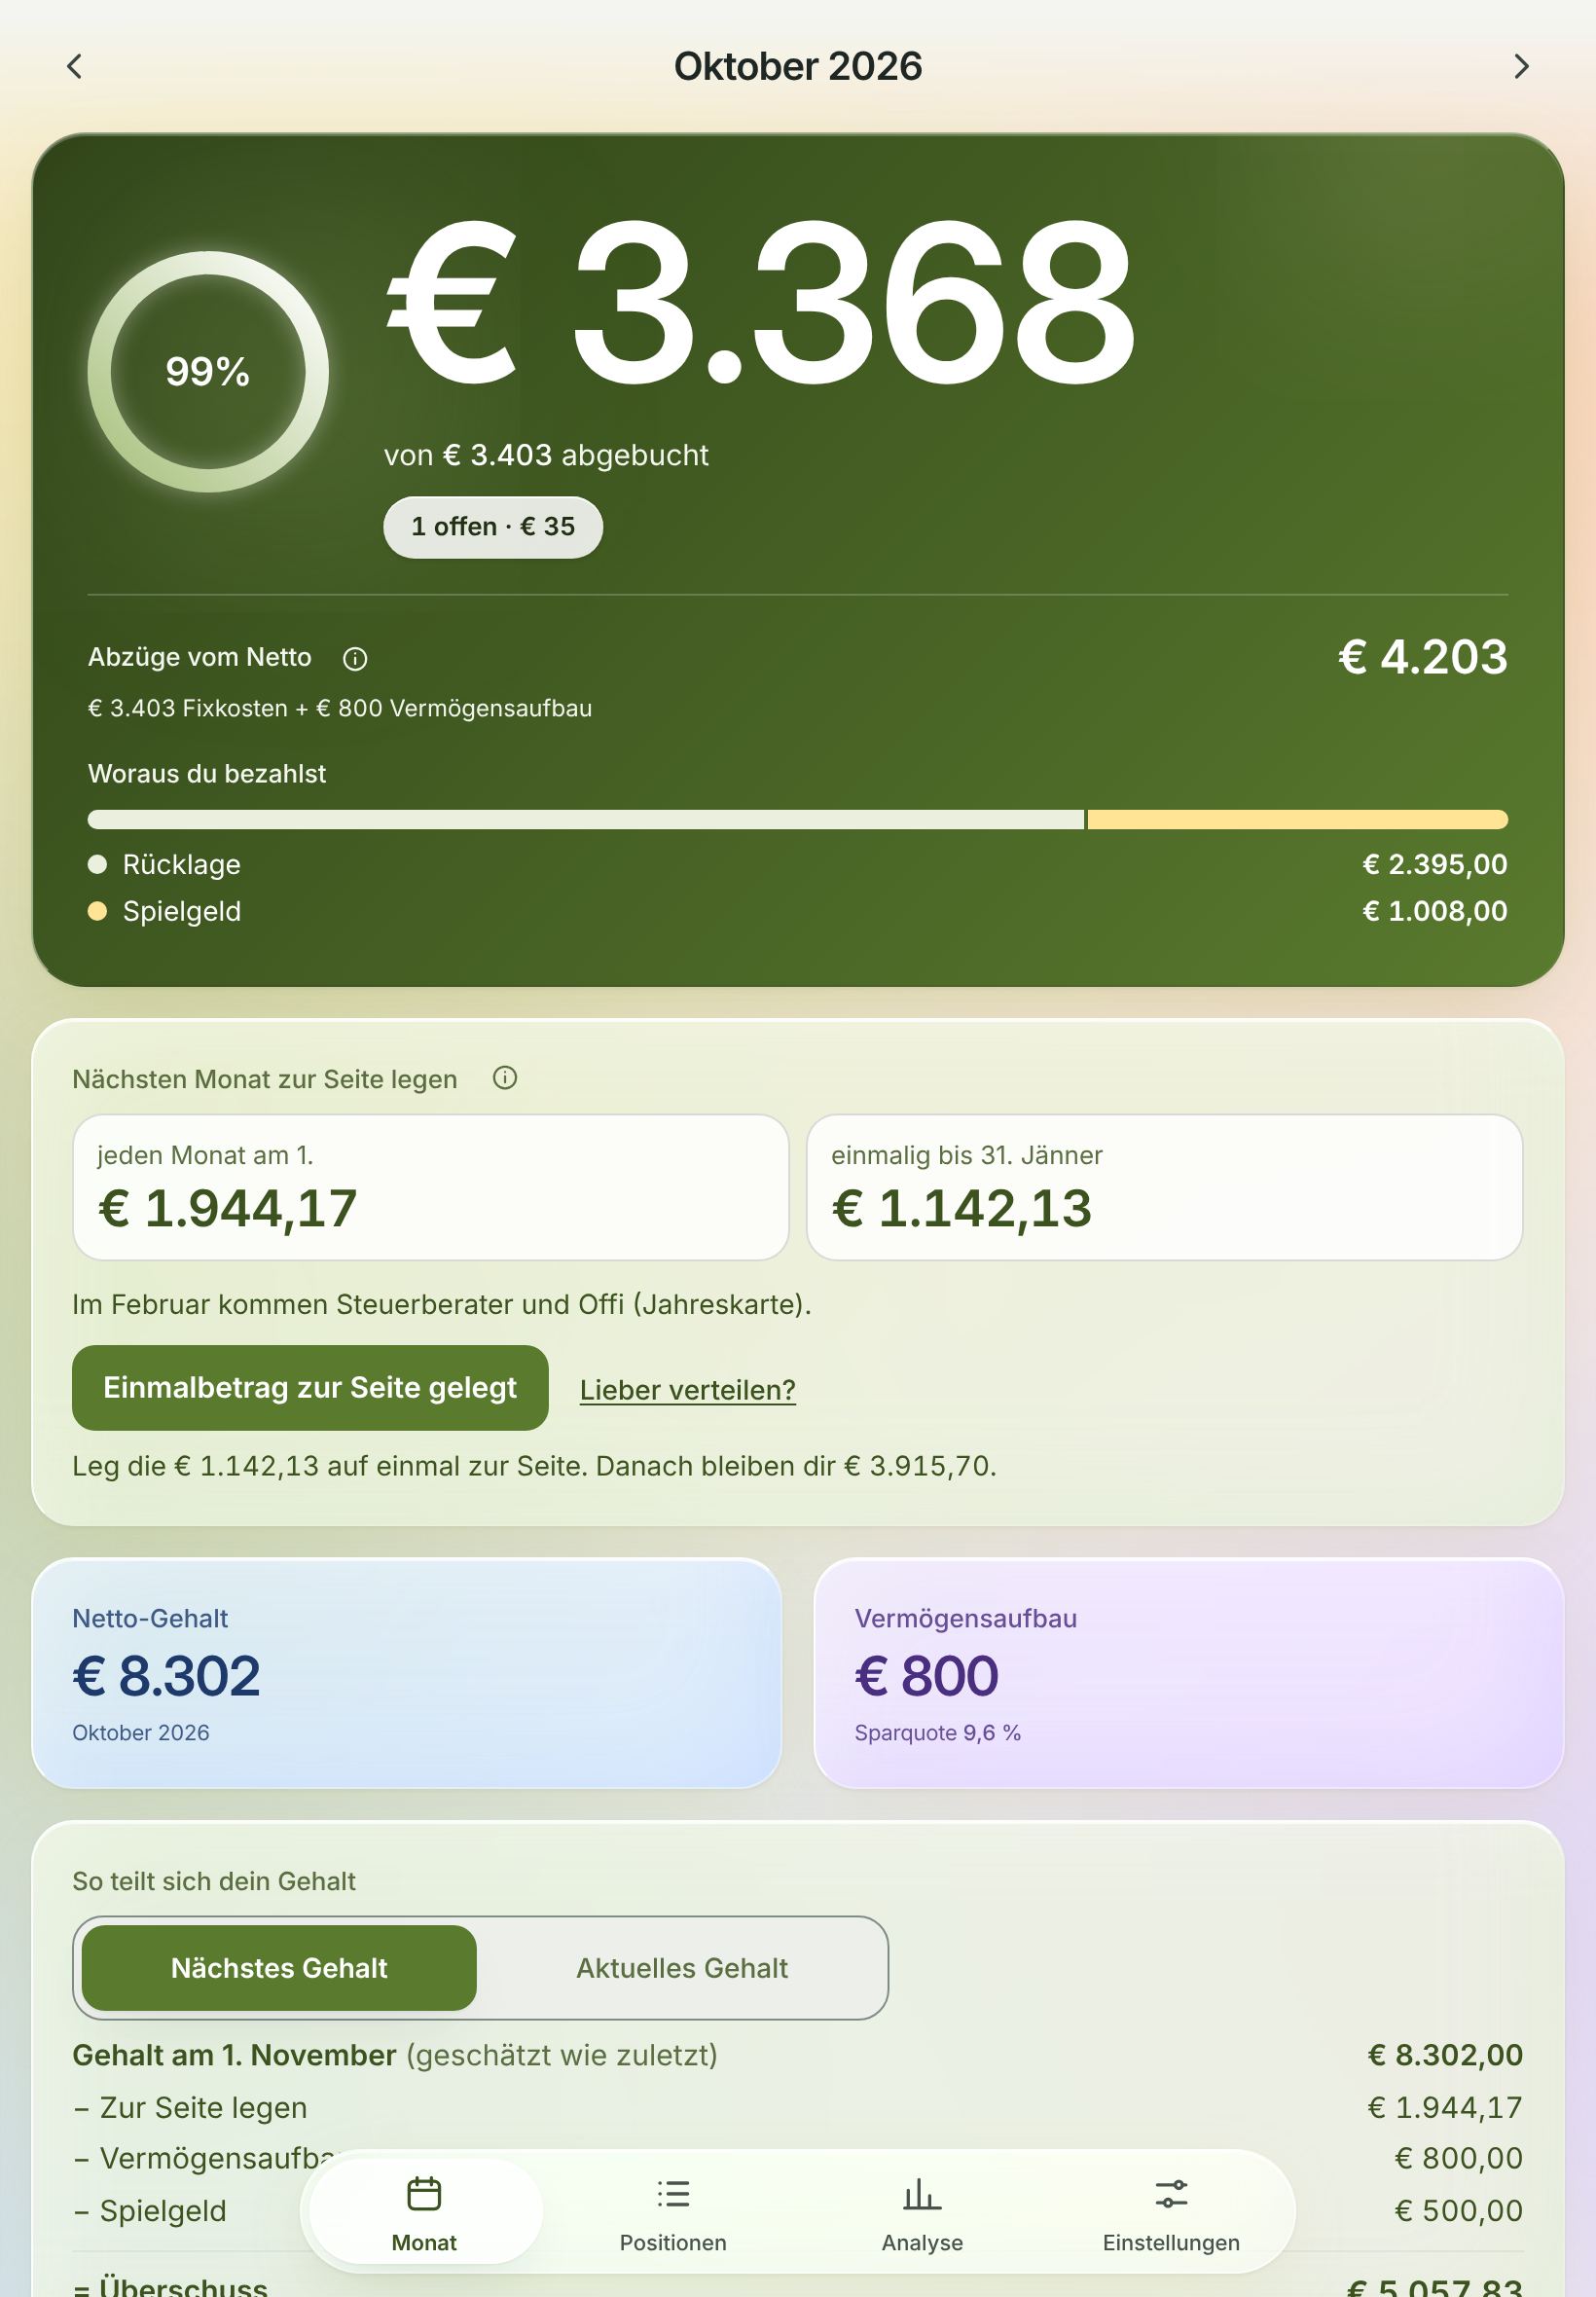 Oktober 2026
99%
€ 3.368
von € 3.403 abgebucht
1 offen · € 35
Abzüge vom Netto
€ 4.203
€ 3.403 Fixkosten + € 800 Vermögensaufbau
Woraus du bezahlst
Rücklage € 2.395,00
Spielgeld € 1.008,00
Nächsten Monat zur Seite legen
jeden Monat am 1.
€ 1.944,17
einmalig bis 31. Jänner
€ 1.142,13
Im Februar kommen Steuerberater und Offi (Jahreskarte).
Einmalbetrag zur Seite gelegt
Lieber verteilen?
Leg die € 1.142,13 auf einmal zur Seite. Danach bleiben dir € 3.915,70.
Netto-Gehalt
€ 8.302
Oktober 2026
Vermögensaufbau
€ 800
Sparquote 9,6 %
So teilt sich dein Gehalt
Nächstes Gehalt
Aktuelles Gehalt
Gehalt am 1. November (geschätzt wie zuletzt) € 8.302,00
– Zur Seite legen € 1.944,17
– Vermögensaufba € 800,00
– Spielgeld € 500,00
= Überschuss € 5.057,83
Monat
Positionen
Analyse
Einstellungen